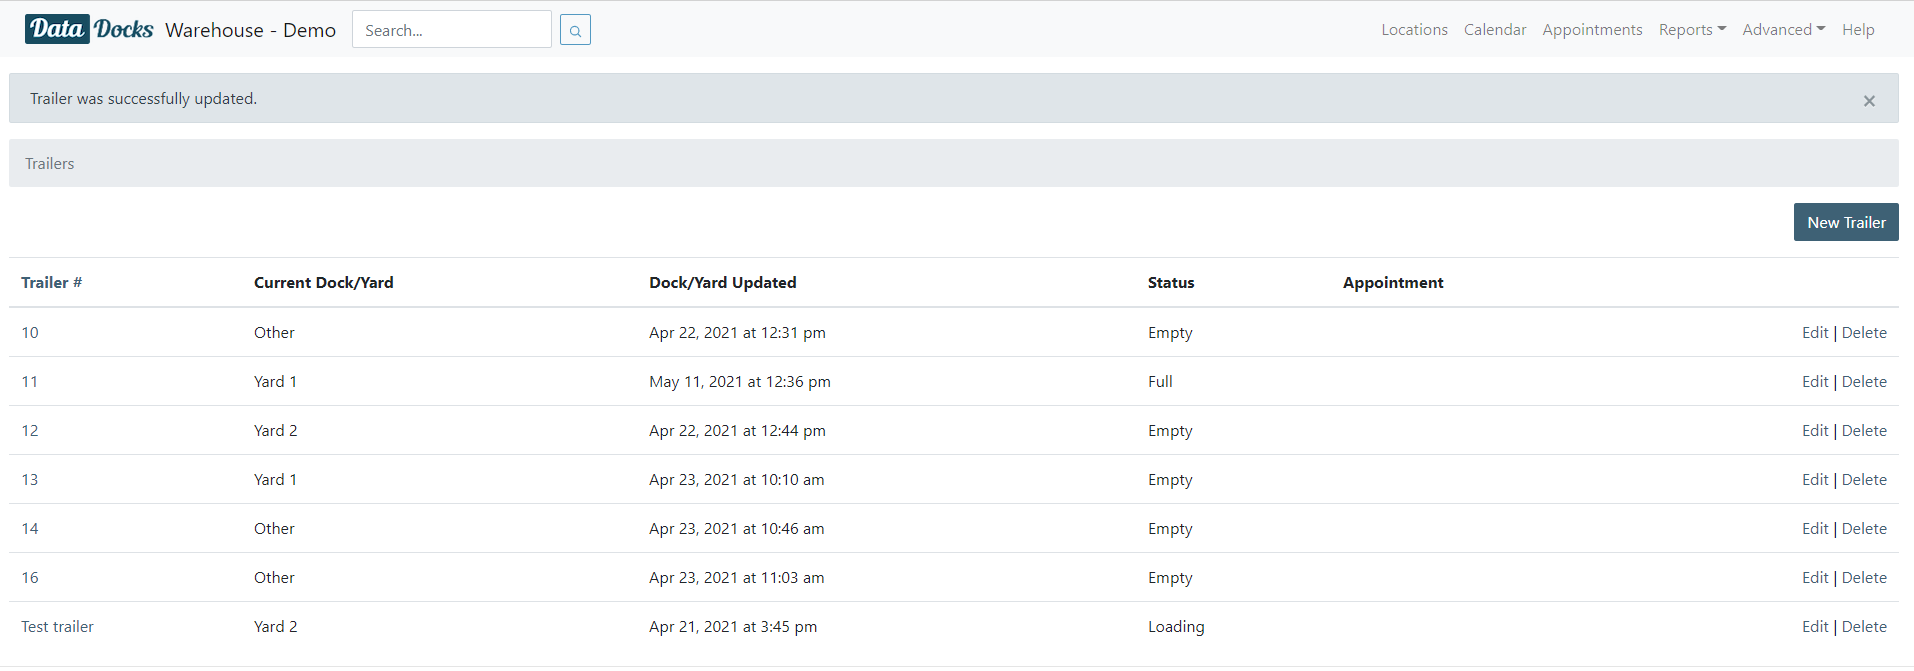 Data Docks Warehouse - Demo Search... Locations Calendar Appointments Reports Advanced Help
Trailer was successfully updated. ×
Trailers
New Trailer
Trailer # Current Dock/Yard Dock/Yard Updated Status Appointment
10 Other Apr 22, 2021 at 12:31 pm Empty Edit | Delete
11 Yard 1 May 11, 2021 at 12:36 pm Full Edit | Delete
12 Yard 2 Apr 22, 2021 at 12:44 pm Empty Edit | Delete
13 Yard 1 Apr 23, 2021 at 10:10 am Empty Edit | Delete
14 Other Apr 23, 2021 at 10:46 am Empty Edit | Delete
16 Other Apr 23, 2021 at 11:03 am Empty Edit | Delete
Test trailer Yard 2 Apr 21, 2021 at 3:45 pm Loading Edit | Delete